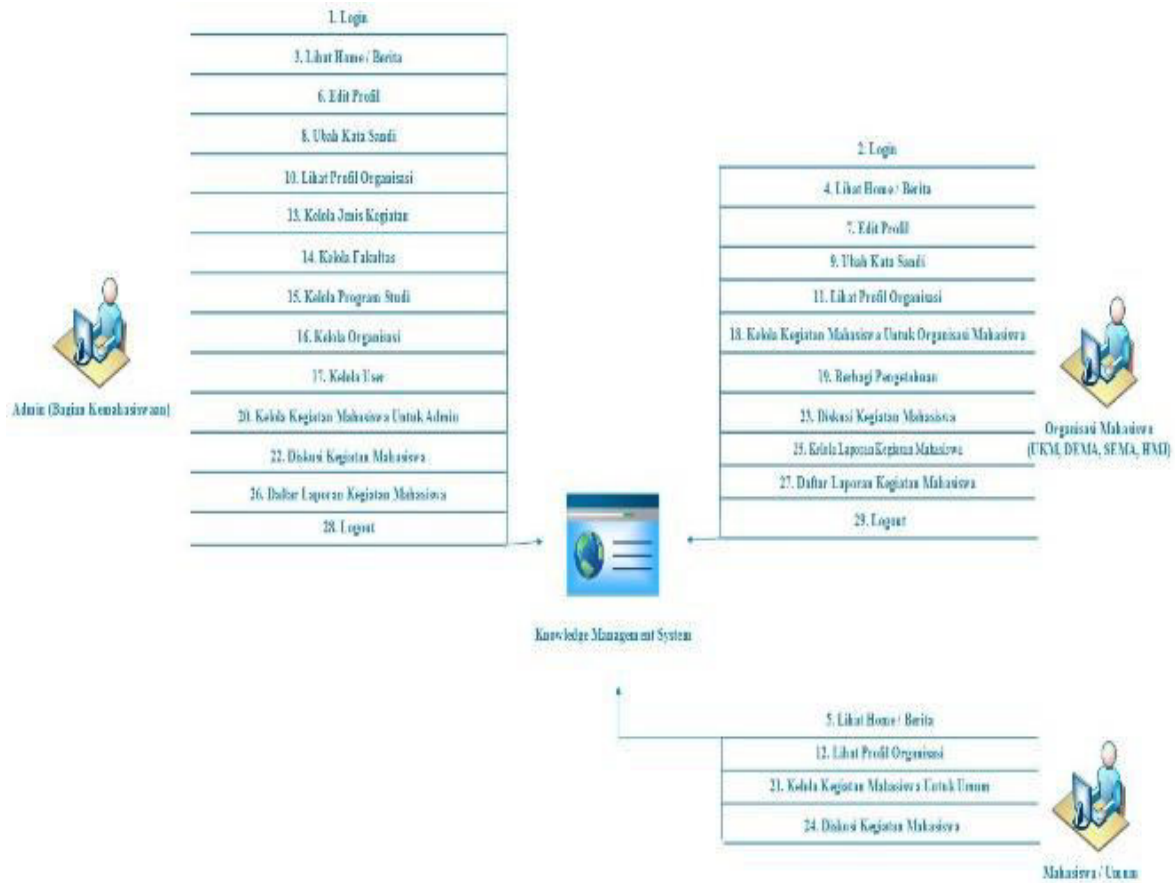 1. Login
3. Lihat Home / Berita
6. Edit Profil
8. Ubah Kata Sandi
10. Lihat Profil Organisasi
13. Kelola Jenis Kegiatan
14. Kelola Fakultas
15. Kelola Program Studi
16. Kelola Organisasi
17. Kelola User
20. Kelola Kegiatan Mahasiswa Untuk Admin
22. Diskusi Kegiatan Mahasiswa
26. Daftar Laporan Kegiatan Mahasiswa
28. Logout
Admin (Bagian Kemahasiswaan)
2. Login
4. Lihat Home / Berita
7. Edit Profil
9. Ubah Kata Sandi
11. Lihat Profil Organisasi
18. Kelola Kegiatan Mahasiswa Untuk Organisasi Mahasiswa
19. Berbagi Pengetahuan
23. Diskusi Kegiatan Mahasiswa
25. Kelola Laporan Kegiatan Mahasiswa
27. Daftar Laporan Kegiatan Mahasiswa
29. Logout
Organisasi Mahasiswa
(UKM, DEMA, SEMA, HMJ)
Knowledge Management System
5. Lihat Home / Berita
12. Lihat Profil Organisasi
21. Kelola Kegiatan Mahasiswa Untuk Umum
24. Diskusi Kegiatan Mahasiswa
Mahasiswa / Umum